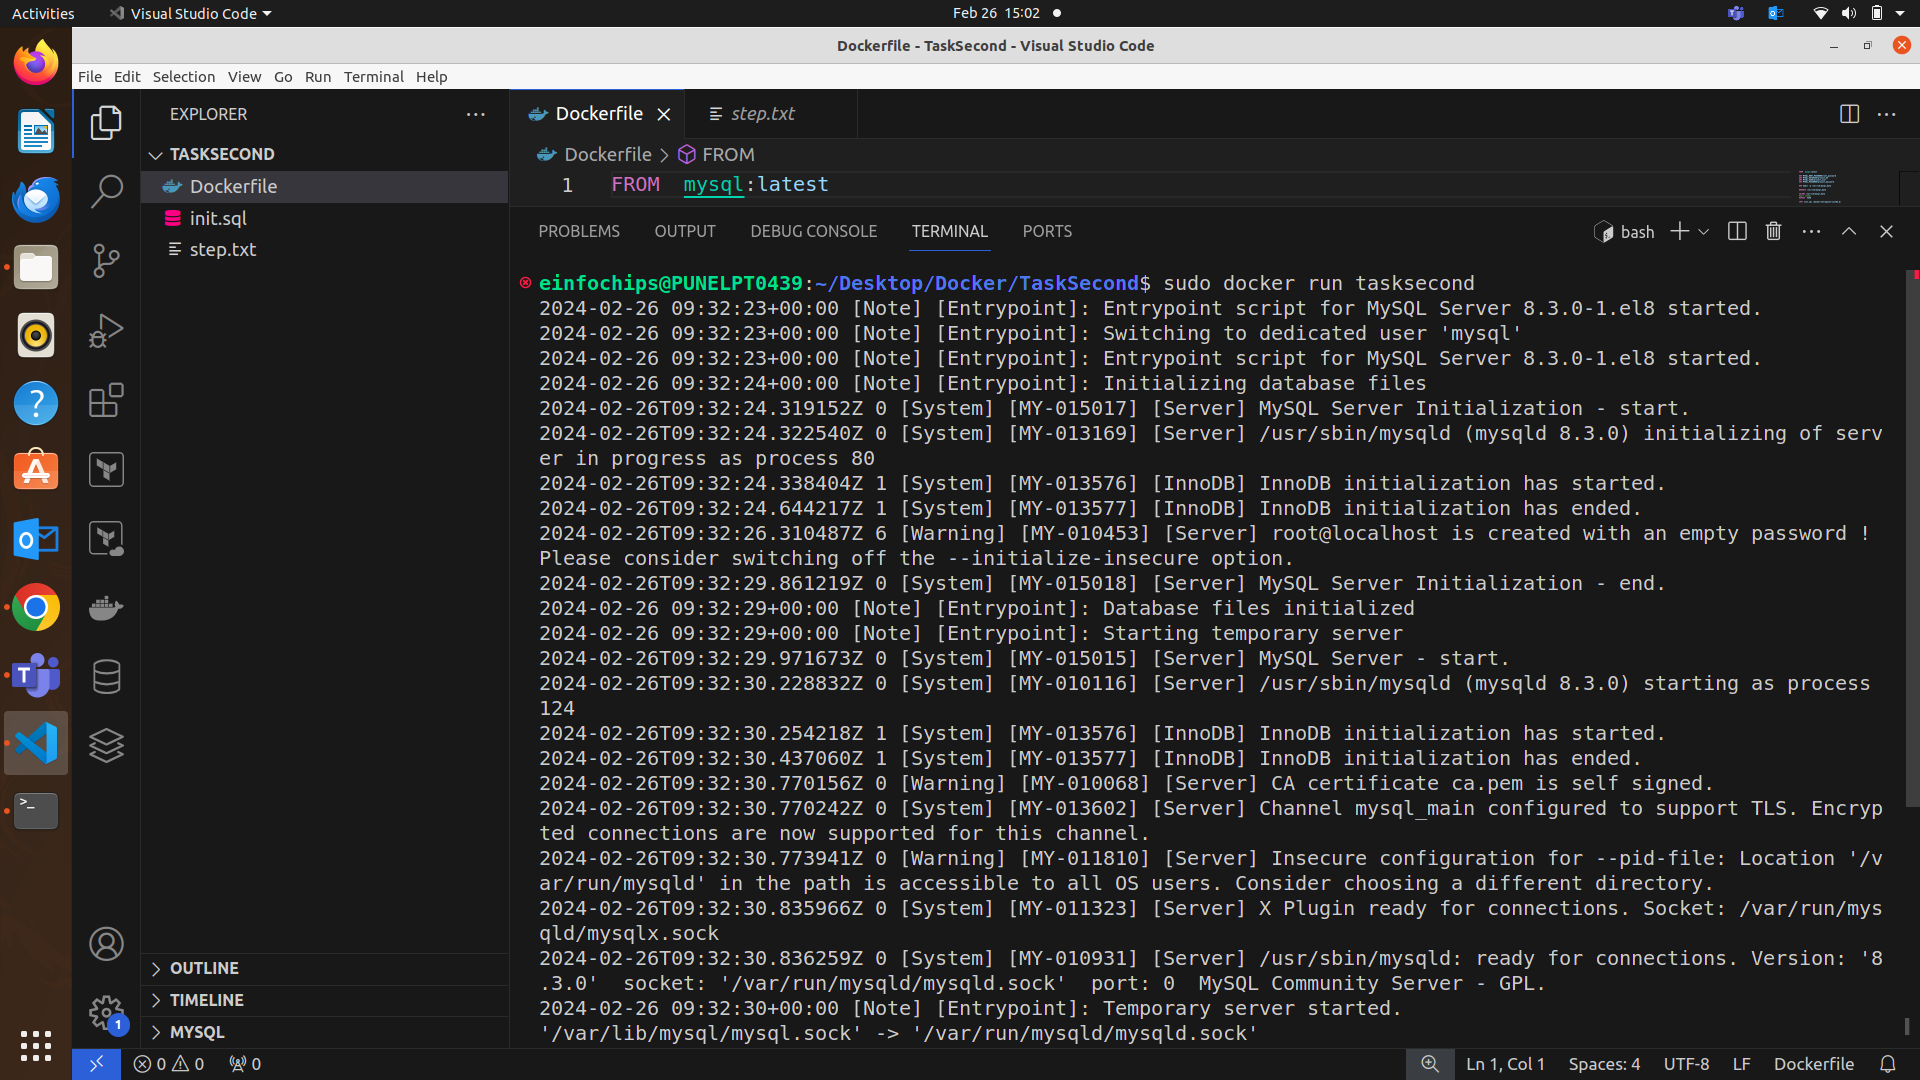 Activities
Visual Studio Code
Feb 26 15:02
Dockerfile - TaskSecond - Visual Studio Code
File Edit Selection View Go Run Terminal Help
EXPLORER
TASKSECOND
Dockerfile
init.sql
step.txt
OUTLINE
TIMELINE
MYSQL
1
Dockerfile
step.txt
Dockerfile > FROM
1 FROM mysql:latest
PROBLEMS OUTPUT DEBUG CONSOLE TERMINAL PORTS
bash
einfochips@PUNELPT0439:~/Desktop/Docker/TaskSecond$ sudo docker run tasksecond
2024-02-26 09:32:23+00:00 [Note] [Entrypoint]: Entrypoint script for MySQL Server 8.3.0-1.el8 started.
2024-02-26 09:32:23+00:00 [Note] [Entrypoint]: Switching to dedicated user 'mysql'
2024-02-26 09:32:23+00:00 [Note] [Entrypoint]: Entrypoint script for MySQL Server 8.3.0-1.el8 started.
2024-02-26 09:32:24+00:00 [Note] [Entrypoint]: Initializing database files
2024-02-26T09:32:24.319152Z 0 [System] [MY-015017] [Server] MySQL Server Initialization - start.
2024-02-26T09:32:24.322540Z 0 [System] [MY-013169] [Server] /usr/sbin/mysqld (mysqld 8.3.0) initializing of serv
er in progress as process 80
2024-02-26T09:32:24.338404Z 1 [System] [MY-013576] [InnoDB] InnoDB initialization has started.
2024-02-26T09:32:24.644217Z 1 [System] [MY-013577] [InnoDB] InnoDB initialization has ended.
2024-02-26T09:32:26.310487Z 6 [Warning] [MY-010453] [Server] root@localhost is created with an empty password !
Please consider switching off the --initialize-insecure option.
2024-02-26T09:32:29.861219Z 0 [System] [MY-015018] [Server] MySQL Server Initialization - end.
2024-02-26 09:32:29+00:00 [Note] [Entrypoint]: Database files initialized
2024-02-26 09:32:29+00:00 [Note] [Entrypoint]: Starting temporary server
2024-02-26T09:32:29.971673Z 0 [System] [MY-015015] [Server] MySQL Server - start.
2024-02-26T09:32:30.228832Z 0 [System] [MY-010116] [Server] /usr/sbin/mysqld (mysqld 8.3.0) starting as process
124
2024-02-26T09:32:30.254218Z 1 [System] [MY-013576] [InnoDB] InnoDB initialization has started.
2024-02-26T09:32:30.437060Z 1 [System] [MY-013577] [InnoDB] InnoDB initialization has ended.
2024-02-26T09:32:30.770156Z 0 [Warning] [MY-010068] [Server] CA certificate ca.pem is self signed.
2024-02-26T09:32:30.770242Z 0 [System] [MY-013602] [Server] Channel mysql_main configured to support TLS. Encryp
ted connections are now supported for this channel.
2024-02-26T09:32:30.773941Z 0 [Warning] [MY-011810] [Server] Insecure configuration for --pid-file: Location '/v
ar/run/mysqld' in the path is accessible to all OS users. Consider choosing a different directory.
2024-02-26T09:32:30.835966Z 0 [System] [MY-011323] [Server] X Plugin ready for connections. Socket: /var/run/mys
qld/mysqlx.sock
2024-02-26T09:32:30.836259Z 0 [System] [MY-010931] [Server] /usr/sbin/mysqld: ready for connections. Version: '8
.3.0'  socket: '/var/run/mysqld/mysqld.sock'  port: 0  MySQL Community Server - GPL.
2024-02-26 09:32:30+00:00 [Note] [Entrypoint]: Temporary server started.
'/var/lib/mysql/mysql.sock' -> '/var/run/mysqld/mysqld.sock'
0 0 0
Ln 1, Col 1 Spaces: 4 UTF-8 LF Dockerfile